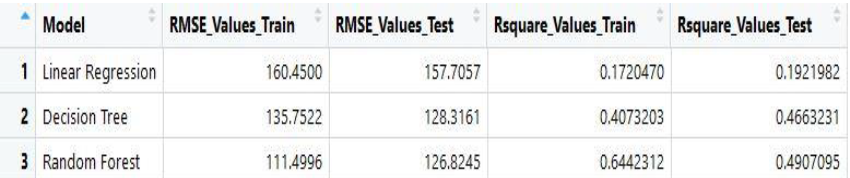 Model RMSE_Values_Train RMSE_Values_Test Rsquare_Values_Train Rsquare_Values_Test
1 Linear Regression 160.4500 157.7057 0.1720470 0.1921982
2 Decision Tree 135.7522 128.3161 0.4073203 0.4663231
3 Random Forest 111.4996 126.8245 0.6442312 0.4907095